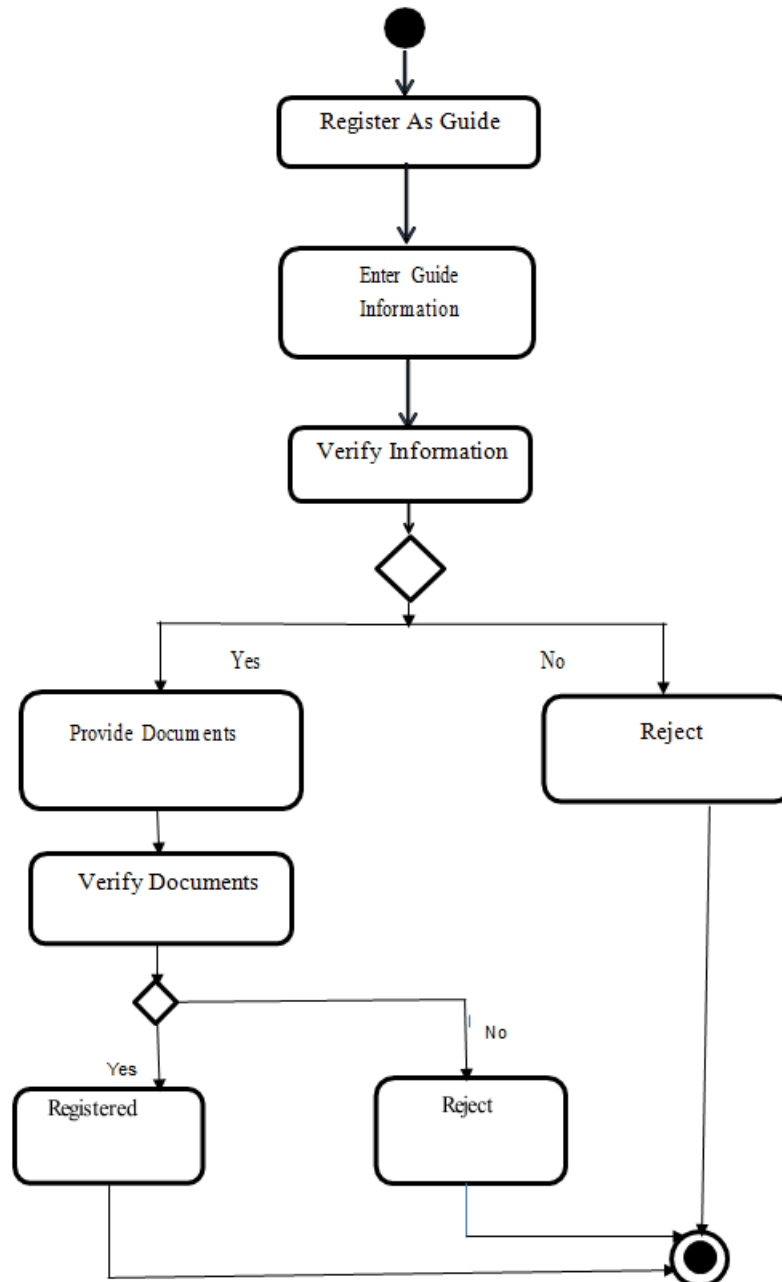 Register As Guide
Enter Guide
Information
Verify Information
Yes
No
Provide Documents
Reject
Verify Documents
No
Yes
Registered
Reject